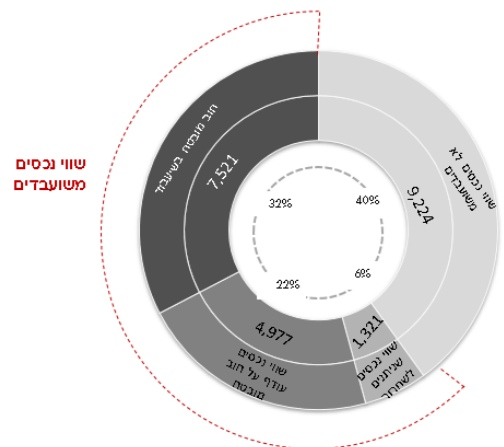 שווי נכסים
משועבדים
חוב מובטח בשיעבוד
7,521
שווי נכסים לא
משועבדים
9,224
32%
40%
22%
6%
4,977
שווי נכסים
עודף על חוב
מובטח
1,321
שווי נכסים
שניתנים
לשחרור